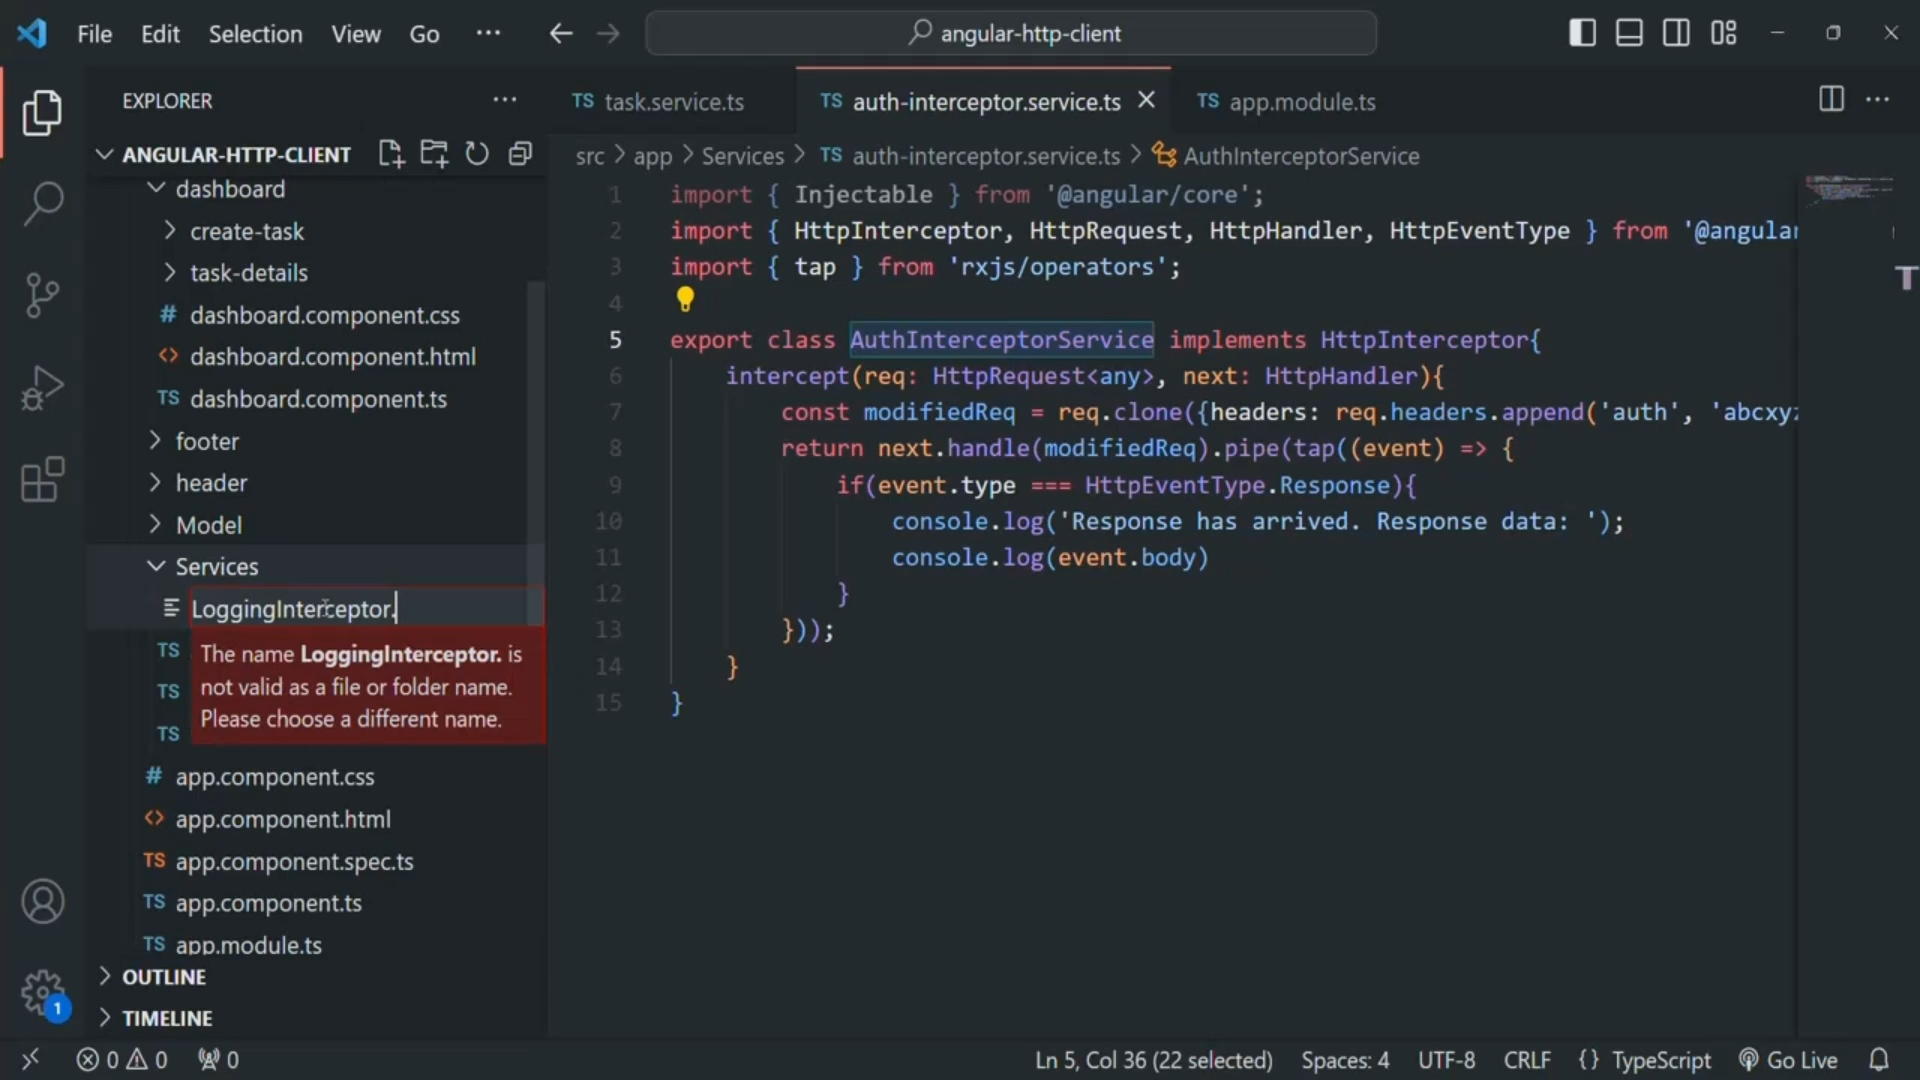 File Edit Selection View Go ··· angular-http-client
EXPLORER ···
ANGULAR-HTTP-CLIENT
dashboard
create-task
task-details
# dashboard.component.css
<> dashboard.component.html
TS dashboard.component.ts
footer
header
Model
Services
LoggingInterceptor.
TS
TS
TS
The name LoggingInterceptor. is
not valid as a file or folder name.
Please choose a different name.
# app.component.css
<> app.component.html
TS app.component.spec.ts
TS app.component.ts
TS app.module.ts
OUTLINE
TIMELINE
TS task.service.ts TS auth-interceptor.service.ts TS app.module.ts
src > app > Services > TS auth-interceptor.service.ts > AuthInterceptorService
1 import { Injectable } from '@angular/core';
2 import { HttpInterceptor, HttpRequest, HttpHandler, HttpEventType } from '@angular
3 import { tap } from 'rxjs/operators';
4
5 export class AuthInterceptorService implements HttpInterceptor{
6 intercept(req: HttpRequest<any>, next: HttpHandler){
7 const modifiedReq = req.clone({headers: req.headers.append('auth', 'abcxyz
8 return next.handle(modifiedReq).pipe(tap((event) => {
9 if(event.type === HttpEventType.Response){
10 console.log('Response has arrived. Response data: ');
11 console.log(event.body)
12 }
13 }));
14 }
15 }
T
1
0 0 0 Ln 5, Col 36 (22 selected) Spaces: 4 UTF-8 CRLF {} TypeScript Go Live